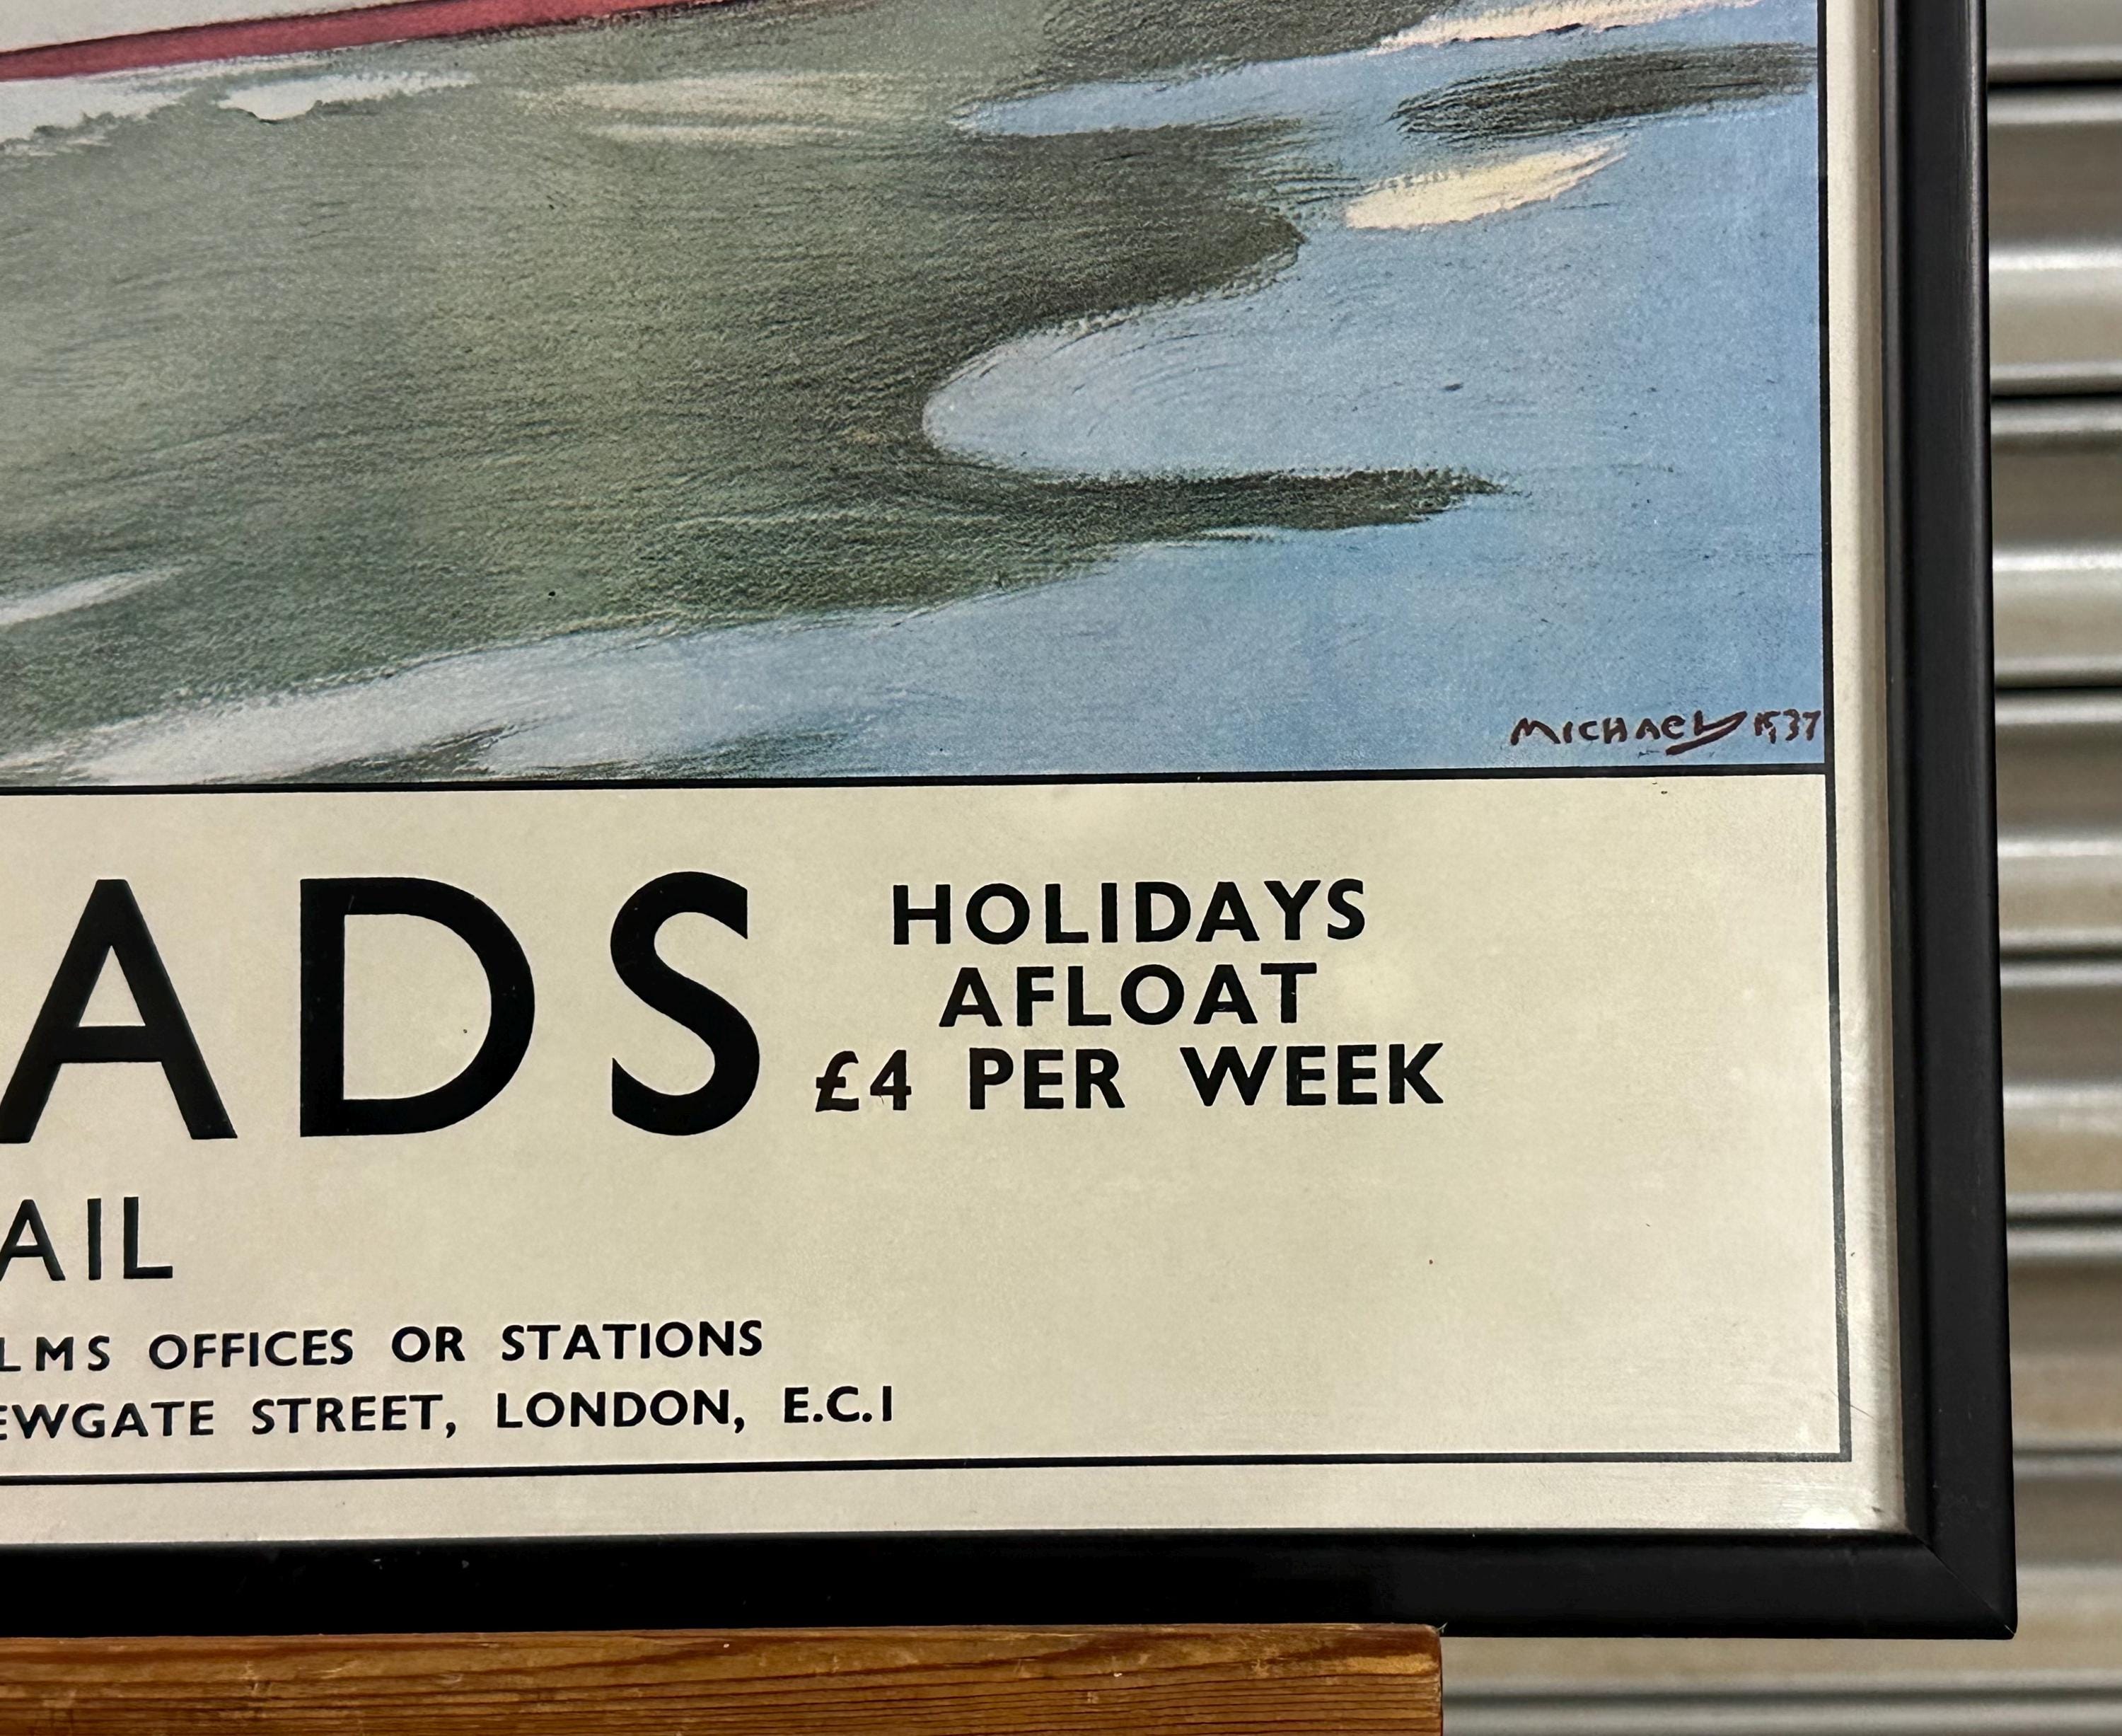 MICHAEL 1937
ADS
HOLIDAYS
AFLOAT
£4 PER WEEK
AIL
LMS OFFICES OR STATIONS
EWGATE STREET, LONDON, E.C.1